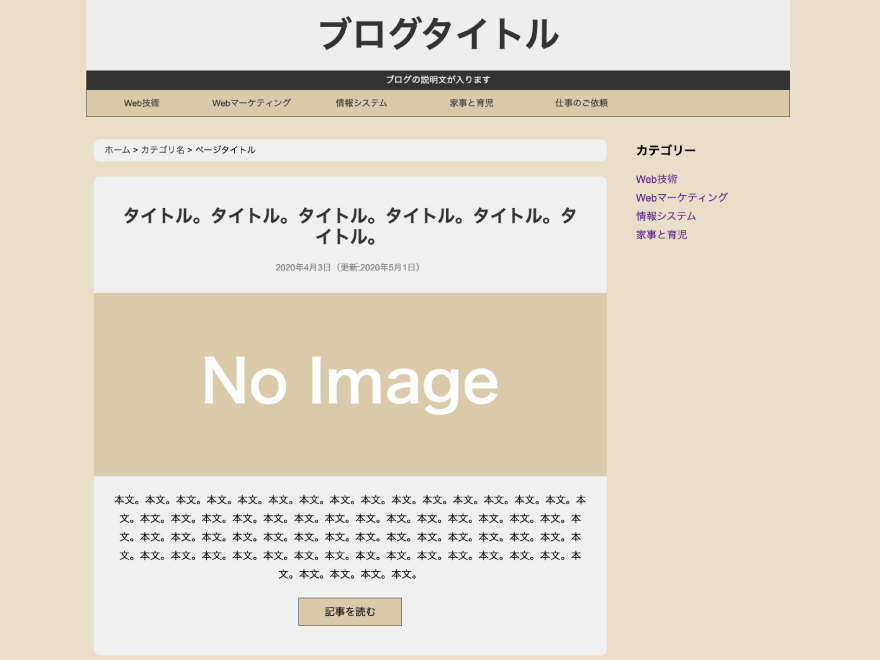 ブログタイトル
ブログの説明文が入ります
Web技術 Webマーケティング 情報システム 家事と育児 仕事のご依頼
ホーム > カテゴリ名 > ページタイトル
タイトル。タイトル。タイトル。タイトル。タイトル。タ
イトル。
2020年4月3日（更新:2020年5月1日）
No Image
本文。本文。本文。本文。本文。本文。本文。本文。本文。本文。本文。本文。本文。本文。本文。本
文。本文。本文。本文。本文。本文。本文。本文。本文。本文。本文。本文。本文。本文。本文。本
文。本文。本文。本文。本文。本文。本文。本文。本文。本文。本文。本文。本文。本文。本文。本
文。本文。本文。本文。本文。本文。本文。本文。本文。本文。本文。本文。本文。本文。本文。本
文。本文。本文。本文。本文。
記事を読む
カテゴリー
Web技術
Webマーケティング
情報システム
家事と育児